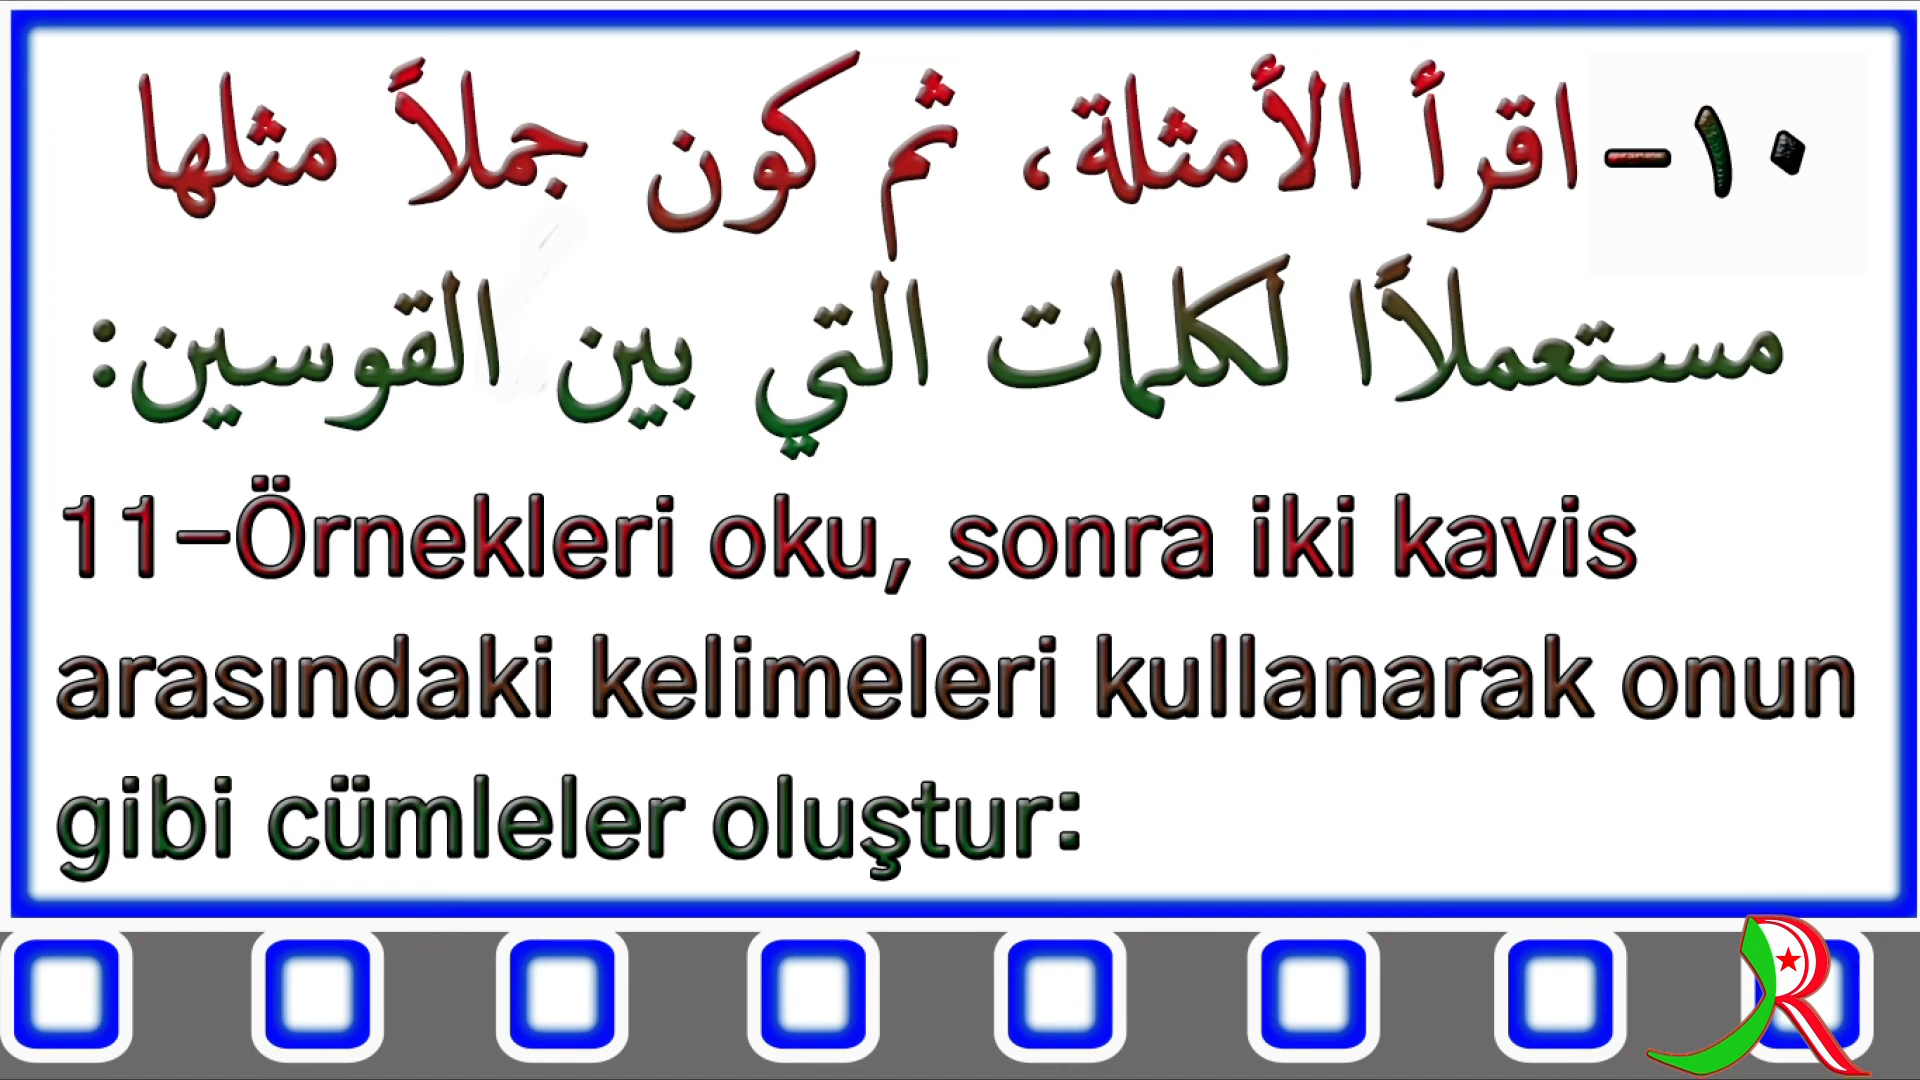 ١٠-اقرأ الأمثلة، ثم كون جملاً مثلها
مستعملاًا لكلمات التي بين القوسين:
11-Örnekleri oku, sonra iki kavis
arasındaki kelimeleri kullanarak onun
gibi cümleler oluştur: